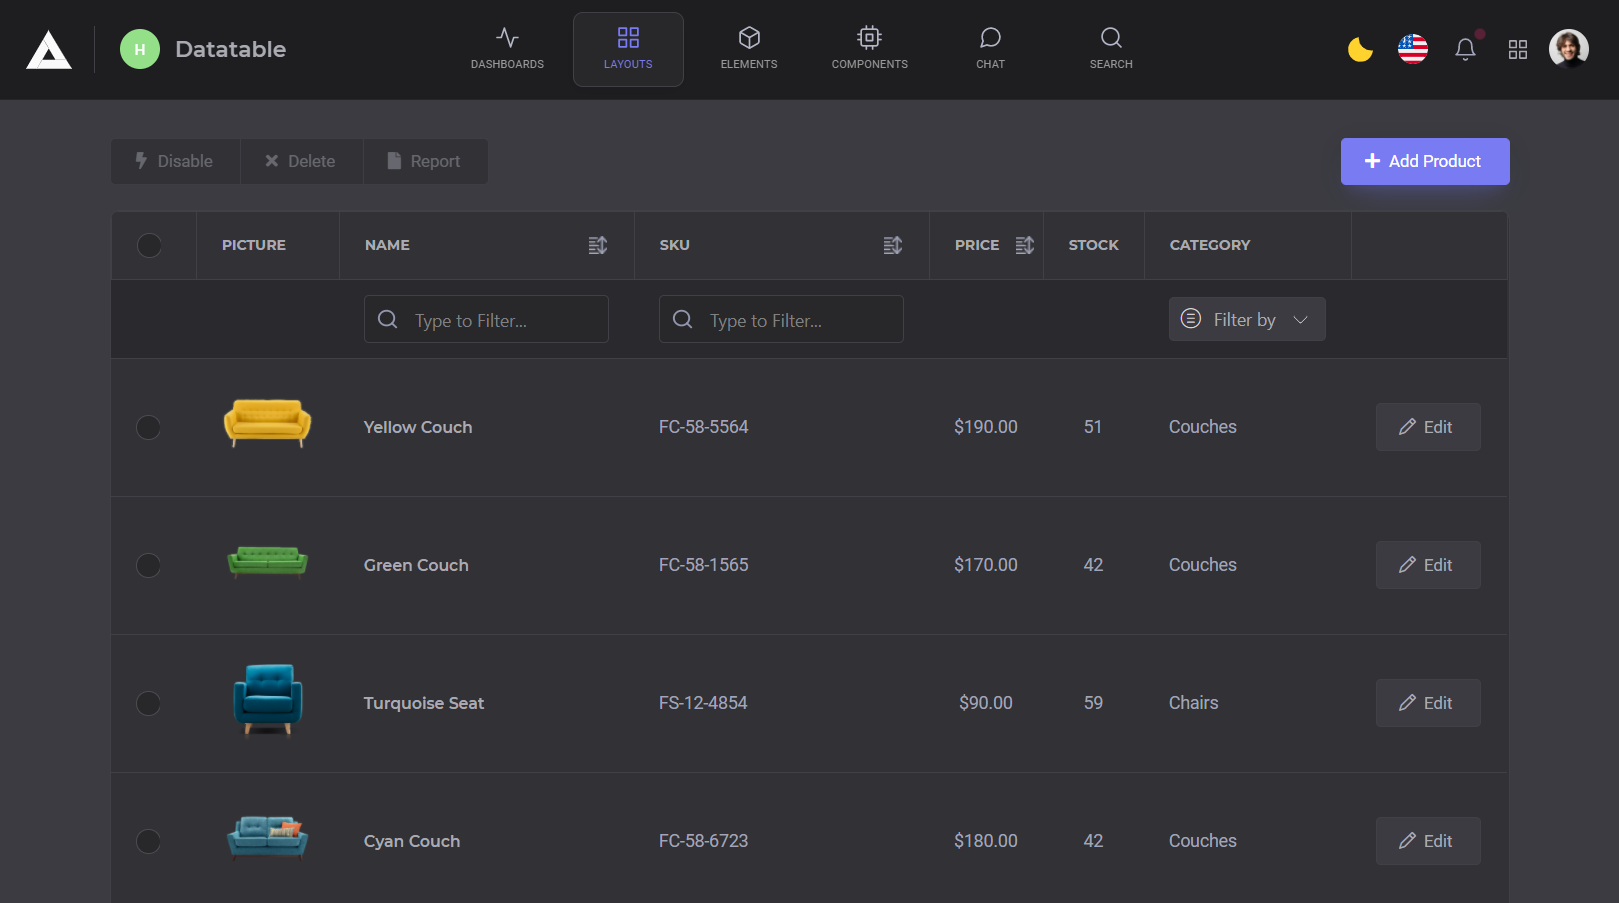 H Datatable
DASHBOARDS LAYOUTS ELEMENTS COMPONENTS CHAT SEARCH
Disable Delete Report
Add Product
PICTURE NAME SKU PRICE STOCK CATEGORY
Type to Filter... Type to Filter... Filter by
Yellow Couch FC-58-5564 $190.00 51 Couches Edit
Green Couch FC-58-1565 $170.00 42 Couches Edit
Turquoise Seat FS-12-4854 $90.00 59 Chairs Edit
Cyan Couch FC-58-6723 $180.00 42 Couches Edit